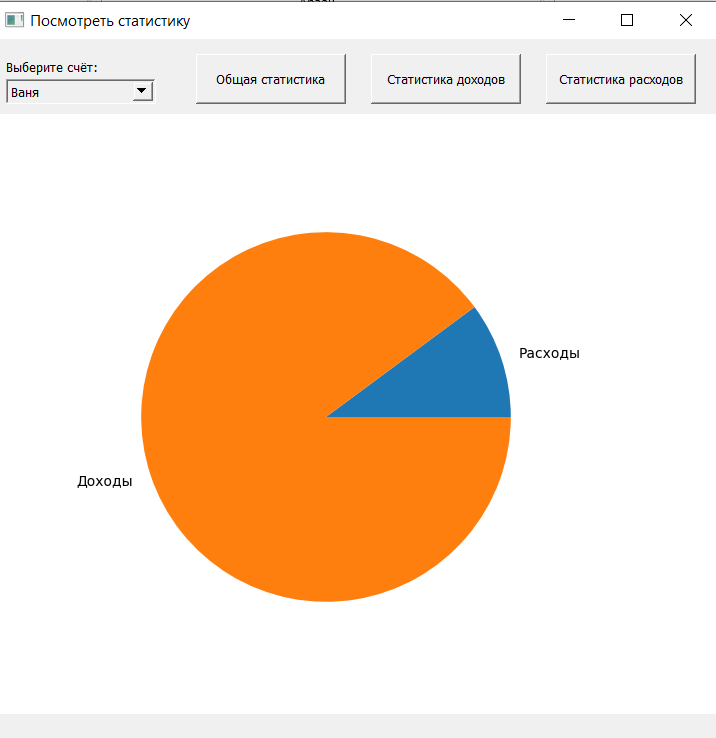 Посмотреть статистику
Выберите счёт:
Ваня
Общая статистика
Статистика доходов
Статистика расходов
Расходы
Доходы